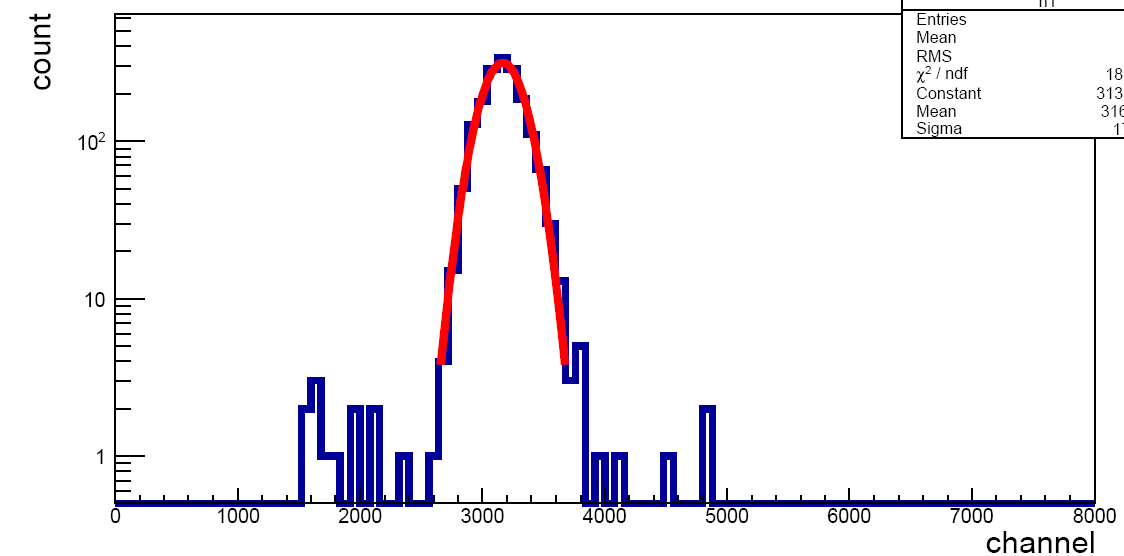 count
Entries
Mean
RMS
χ² / ndf 18
Constant 313
Mean 316
Sigma 1
10²
10
1
0 1000 2000 3000 4000 5000 6000 7000 8000
channel